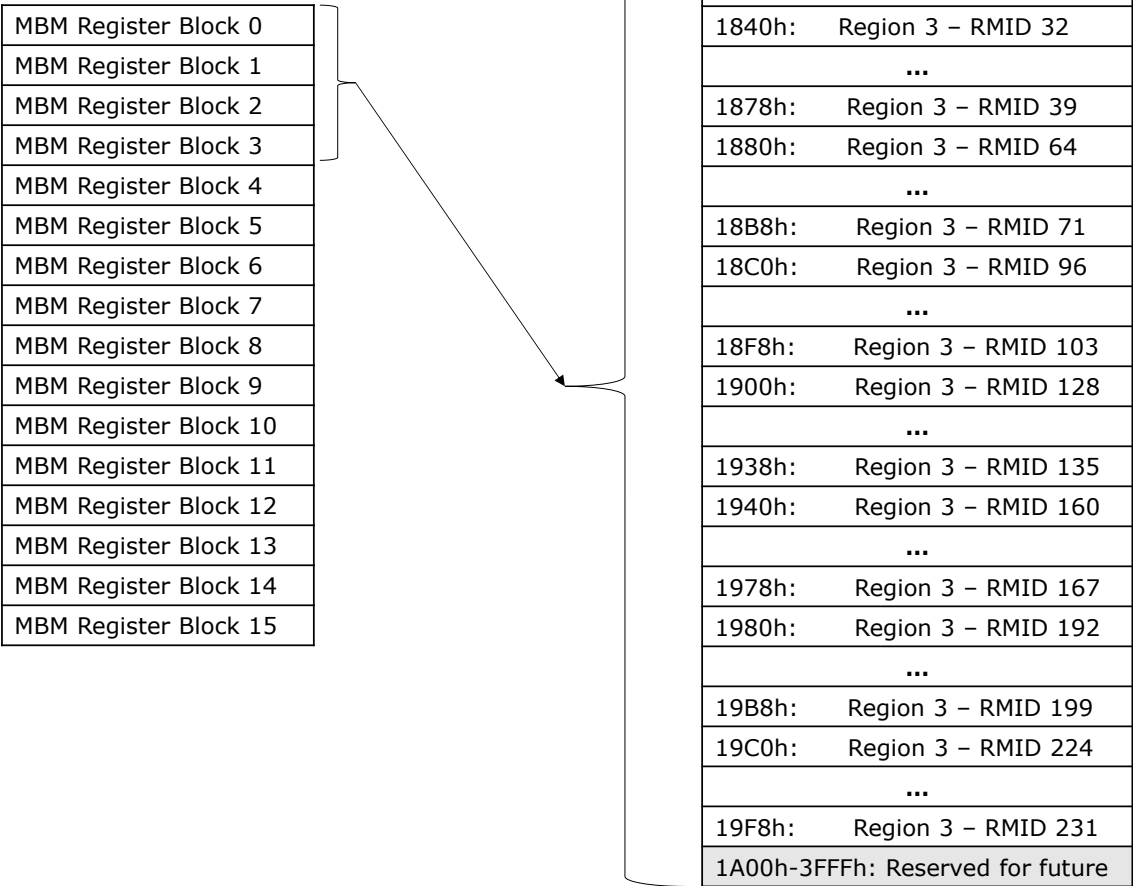 MBM Register Block 0
MBM Register Block 1
MBM Register Block 2
MBM Register Block 3
MBM Register Block 4
MBM Register Block 5
MBM Register Block 6
MBM Register Block 7
MBM Register Block 8
MBM Register Block 9
MBM Register Block 10
MBM Register Block 11
MBM Register Block 12
MBM Register Block 13
MBM Register Block 14
MBM Register Block 15
1840h: Region 3 – RMID 32
...
1878h: Region 3 – RMID 39
1880h: Region 3 – RMID 64
...
18B8h: Region 3 – RMID 71
18C0h: Region 3 – RMID 96
...
18F8h: Region 3 – RMID 103
1900h: Region 3 – RMID 128
...
1938h: Region 3 – RMID 135
1940h: Region 3 – RMID 160
...
1978h: Region 3 – RMID 167
1980h: Region 3 – RMID 192
...
19B8h: Region 3 – RMID 199
19C0h: Region 3 – RMID 224
...
19F8h: Region 3 – RMID 231
1A00h-3FFFh: Reserved for future